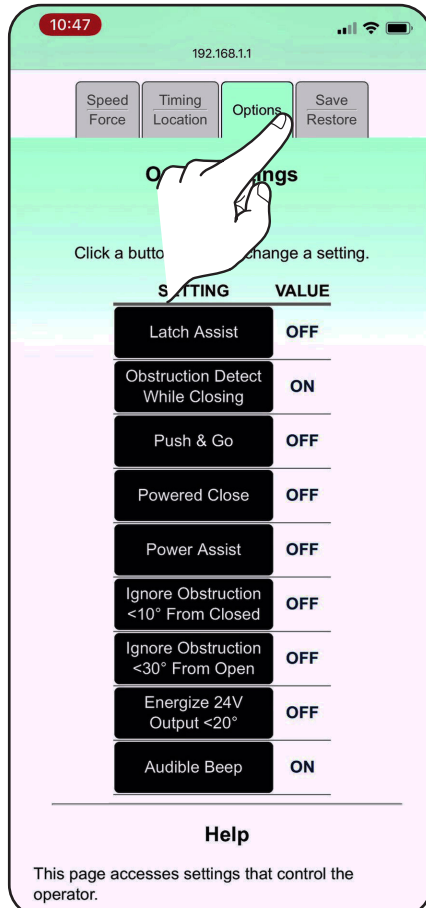 10:47
192.168.1.1
Speed
Force
Timing
Location
Options
Save
Restore
Click a change a setting.
SETTING VALUE
Latch Assist OFF
Obstruction Detect
While Closing
ON
Push & Go OFF
Powered Close OFF
Power Assist OFF
Ignore Obstruction
<10° From Closed
OFF
Ignore Obstruction
<30° From Open
OFF
Energize 24V
Output <20°
OFF
Audible Beep ON
Help
This page accesses settings that control the
operator.